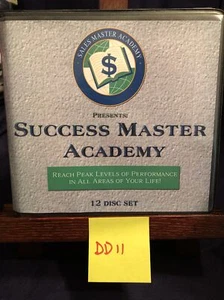 SALES MASTER ACADEMY
$
PRESENTS:
SUCCESS MASTER
ACADEMY
REACH PEAK LEVELS OF PERFORMANCE
IN ALL AREAS OF YOUR LIFE!
12 DISC SET
DD11